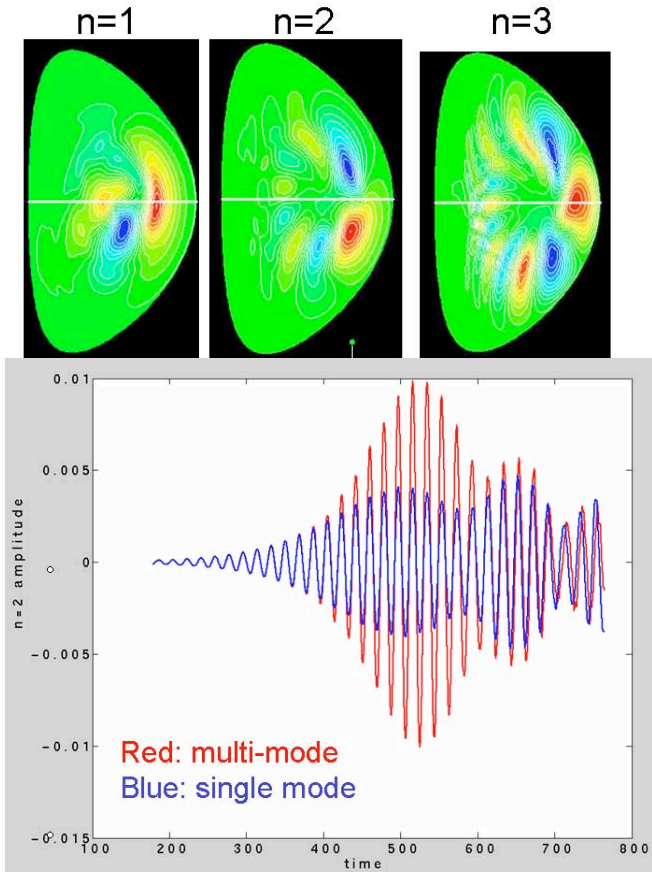 n=1 n=2 n=3
0.01
0.005
0
-0.005
-0.01
-0.015
n=2 amplitude
Red: multi-mode
Blue: single mode
100 200 300 400 500 600 700 800
time